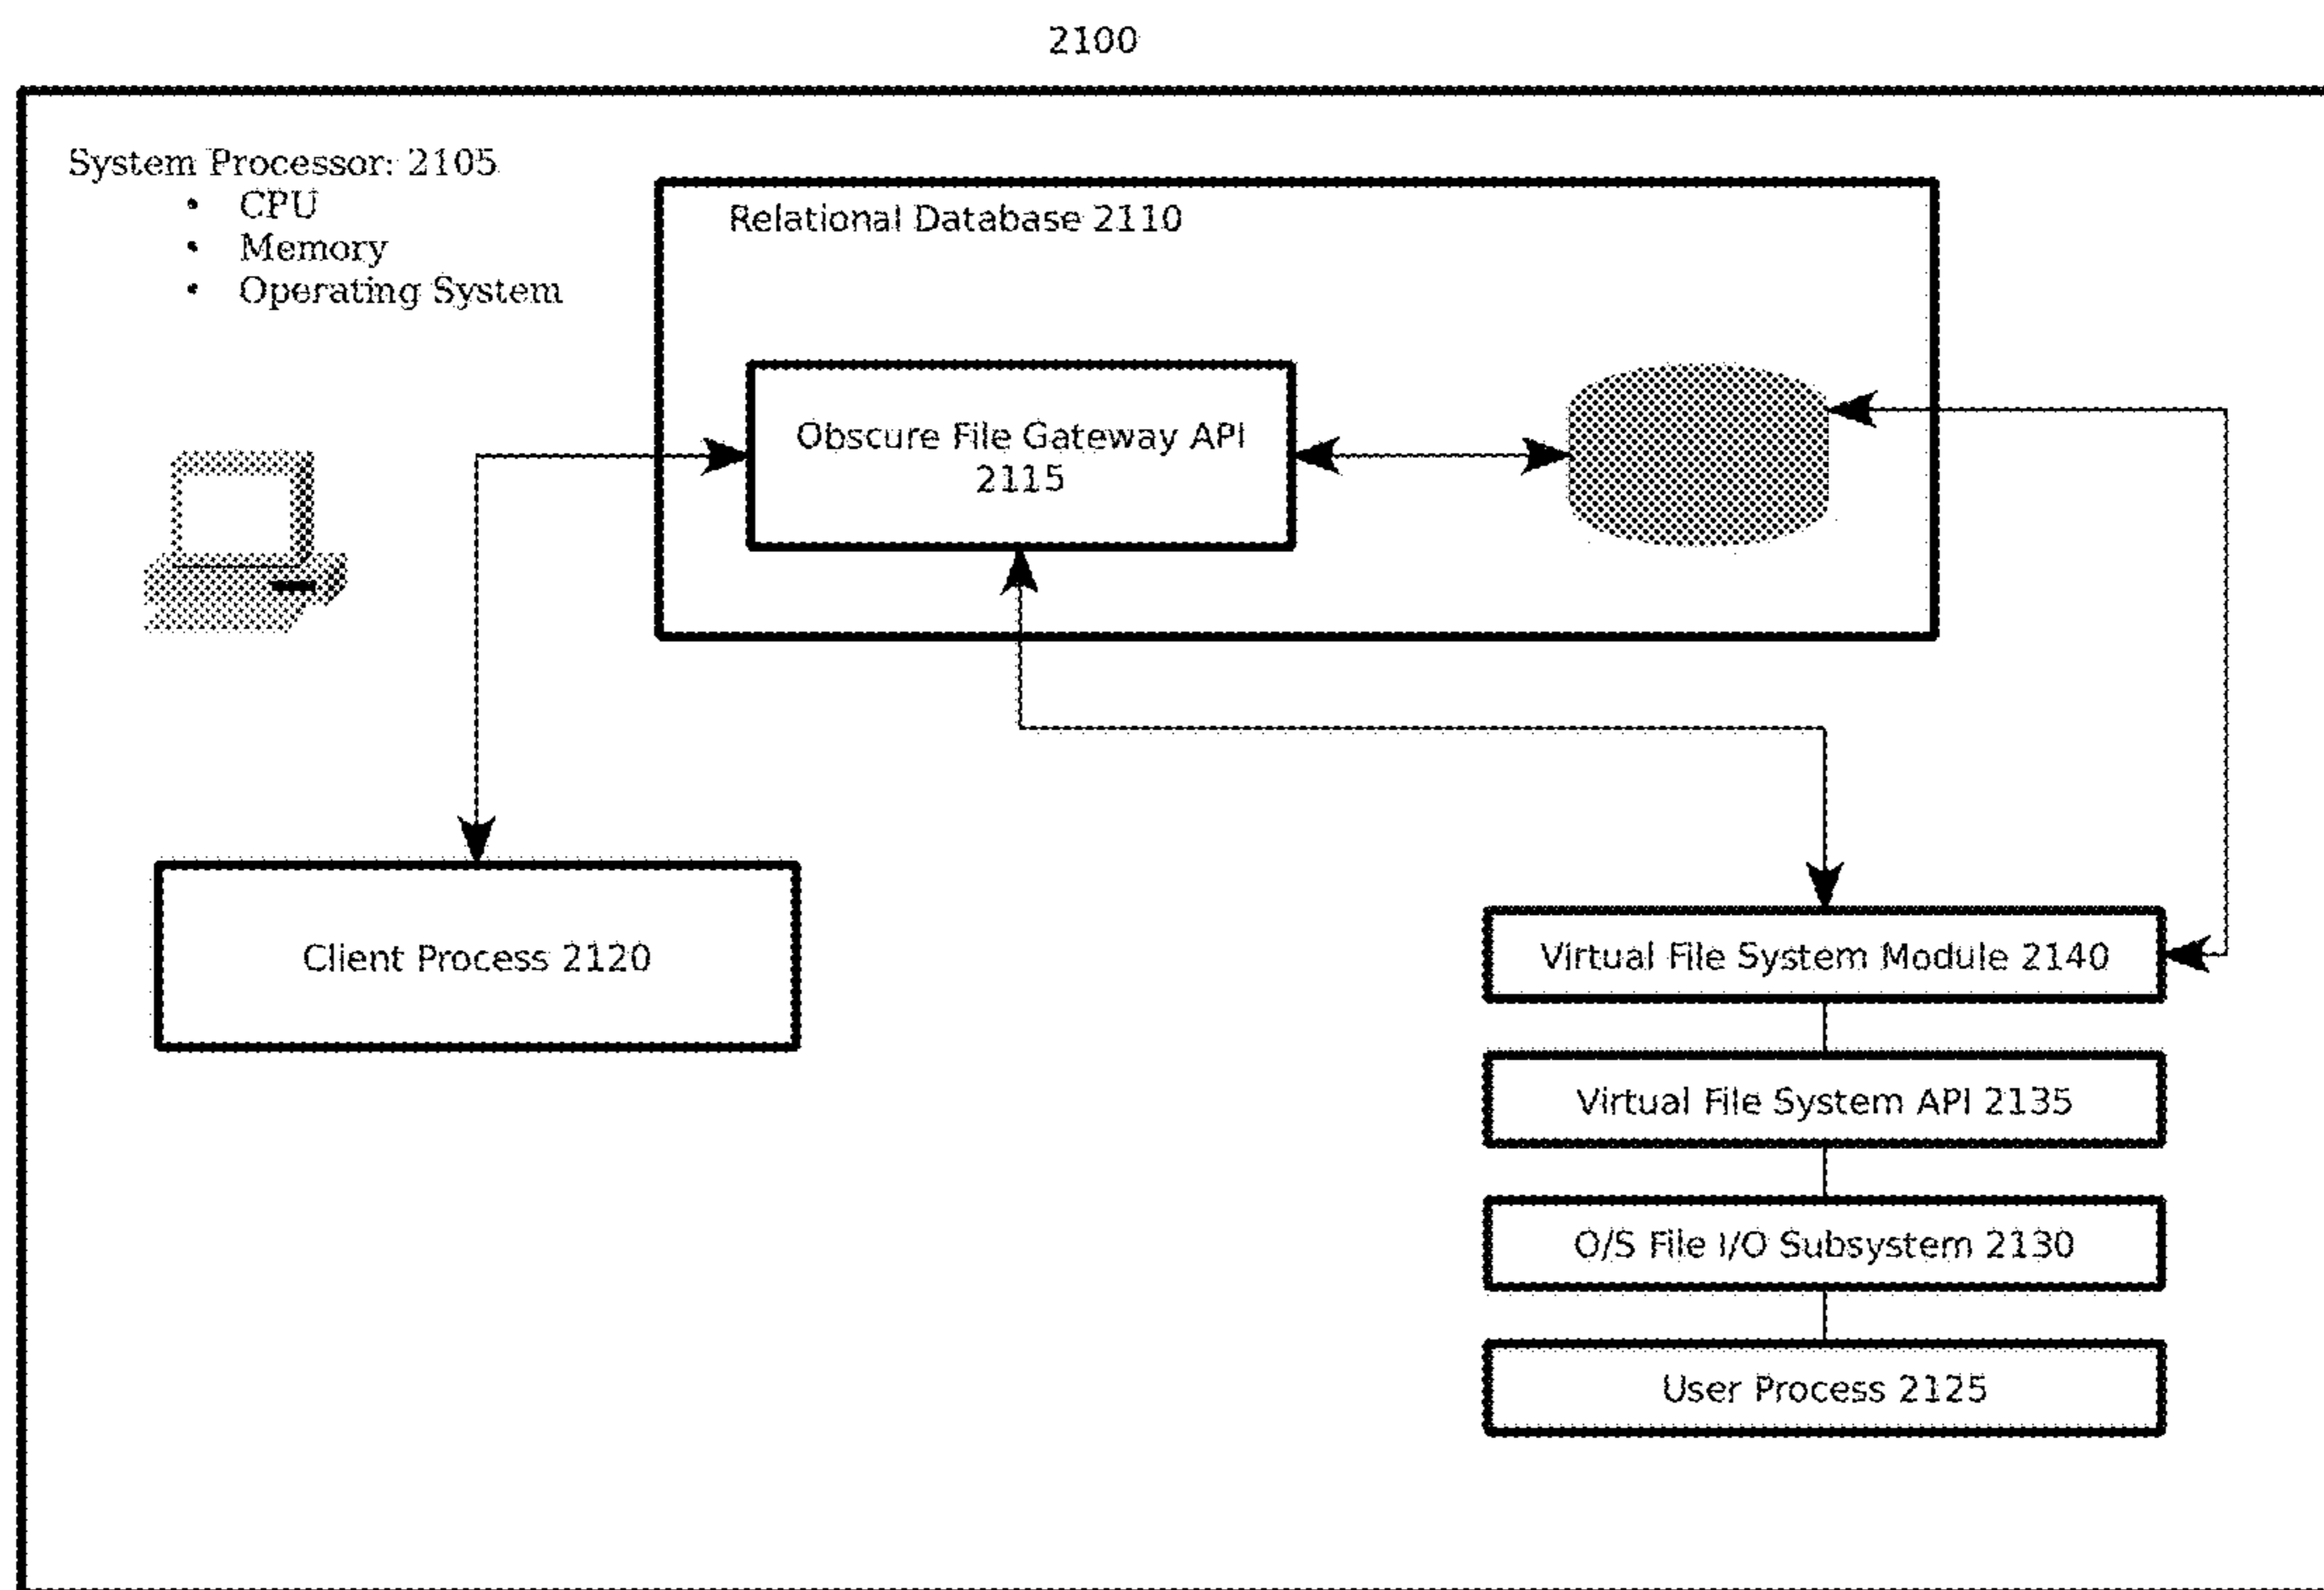 2100
System Processor: 2105
• CPU
• Memory
• Operating System
Relational Database 2110
Obscure File Gateway API
2115
Client Process 2120
Virtual File System Module 2140
Virtual File System API 2135
O/S File I/O Subsystem 2130
User Process 2125